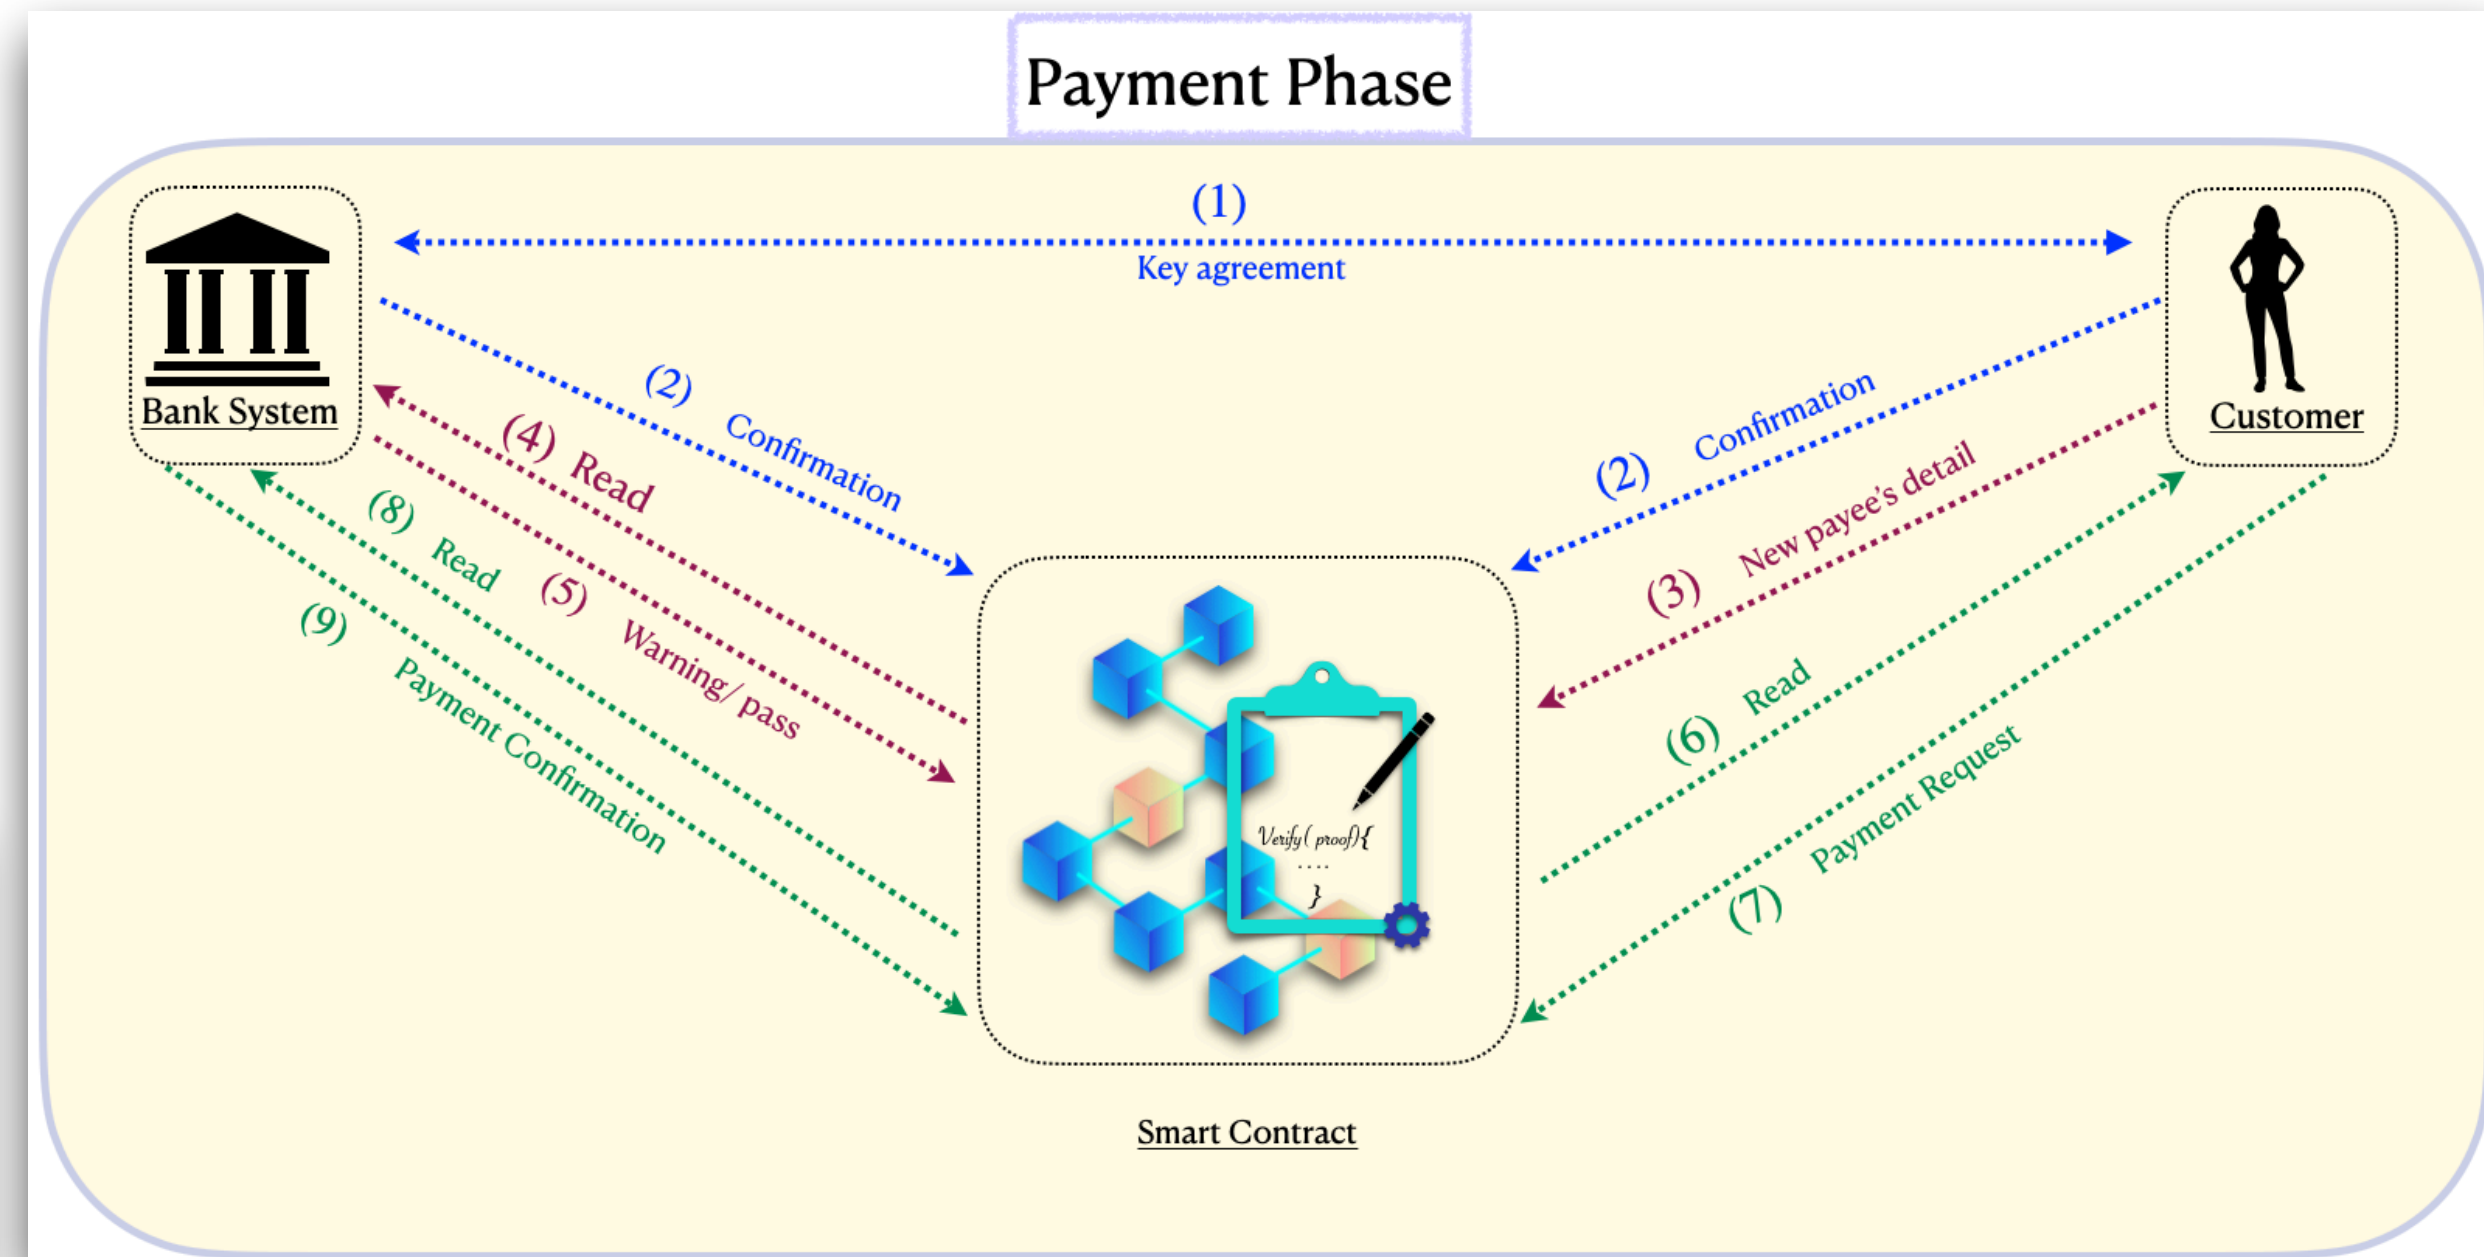 Payment Phase
(1)
Key agreement
Bank System
Customer
(2) Confirmation
(2) Confirmation
(4) Read
(3) New payee's detail
(8) Read
(5) Warning/ pass
(9) Payment Confirmation
(6) Read
(7) Payment Request
Verify( proof){
....
}
Smart Contract